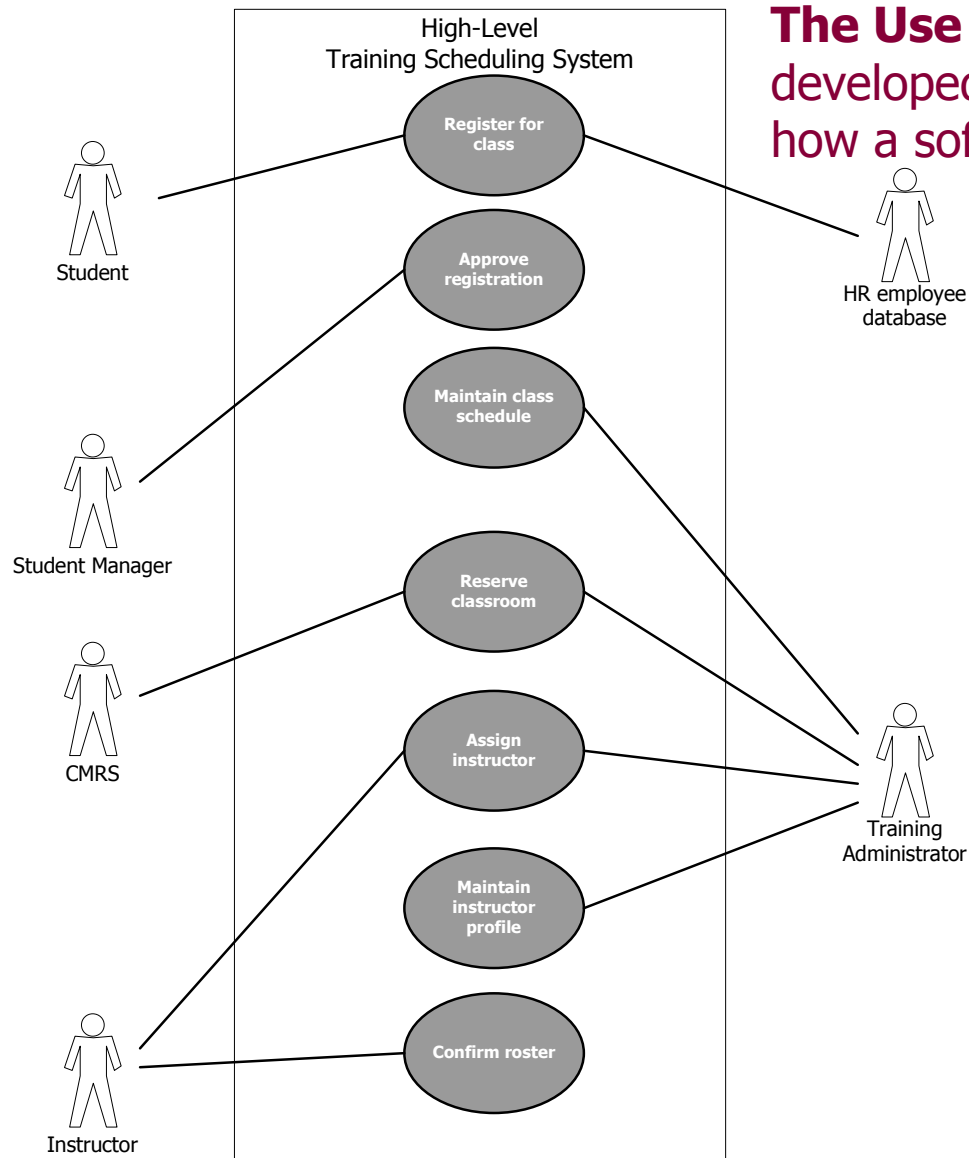 High-Level
Training Scheduling System
The Use
developed
how a sof
Register for
class
Student
Approve
registration
HR employee
database
Maintain class
schedule
Student Manager
Reserve
classroom
CMRS
Assign
instructor
Training
Administrator
Maintain
instructor
profile
Confirm roster
Instructor